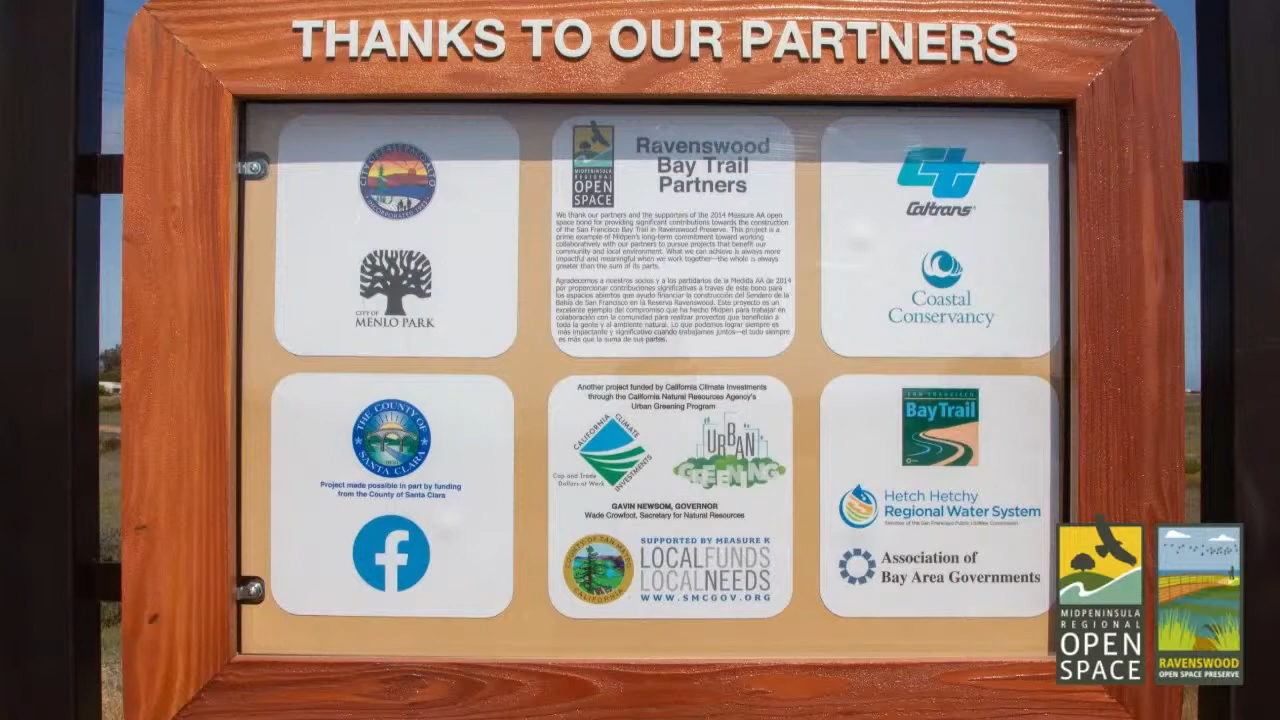 THANKS TO OUR PARTNERS
CITY OF EAST PALO ALTO
INCORPORATED 1983
CITY OF
MENLO PARK
MIDPENINSULA
REGIONAL
OPEN
SPACE
Ravenswood
Bay Trail
Partners
We thank our partners and the supporters of the 2014 Measure AA open
space bond for providing significant contributions towards the construction
of the San Francisco Bay Trail in Ravenswood Preserve. This project is a
prime example of Midpen's long-term commitment toward working
collaboratively with our partners to pursue projects that benefit our
community and local environment. What we can achieve is always more
impactful and meaningful when we work together—the whole is always
greater than the sum of its parts.
Agradecemos a nuestros socios y a los partidarios de la Medida AA de 2014
por proporcionar contribuciones significativas a través de este bono para
los espacios abiertos que ayudó financiar la construcción del Sendero de la
Bahía de San Francisco en la Reserva Ravenswood. Este proyecto es un
excelente ejemplo del compromiso que ha hecho Midpen para trabajar en
colaboración con la comunidad para realizar proyectos que benefician a
toda la gente y al ambiente natural. Lo que podemos lograr siempre es
más impactante y significativo cuando trabajamos juntos—el todo siempre
es más que la suma de sus partes.
CT
Caltrans
Coastal
Conservancy
THE COUNTY OF
SANTA CLARA
Project made possible in part by funding
from the County of Santa Clara
f
Another project funded by California Climate Investments
through the California Natural Resources Agency's
Urban Greening Program
CALIFORNIA CLIMATE
INVESTMENTS
Cap and Trade
Dollars at Work
URBAN
GREENING
GAVIN NEWSOM, GOVERNOR
Wade Crowfoot, Secretary for Natural Resources
COUNTY OF SAN MATEO
CALIFORNIA
SUPPORTED BY MEASURE K
LOCALFUNDS
LOCALNEEDS
WWW.SMCGOV.ORG
SAN FRANCISCO
Bay Trail
Hetch Hetchy
Regional Water System
Services of the San Francisco Public Utilities Commission
Association of
Bay Area Governments
MIDPENINSULA
REGIONAL
OPEN
SPACE
RAVENSWOOD
OPEN SPACE PRESERVE